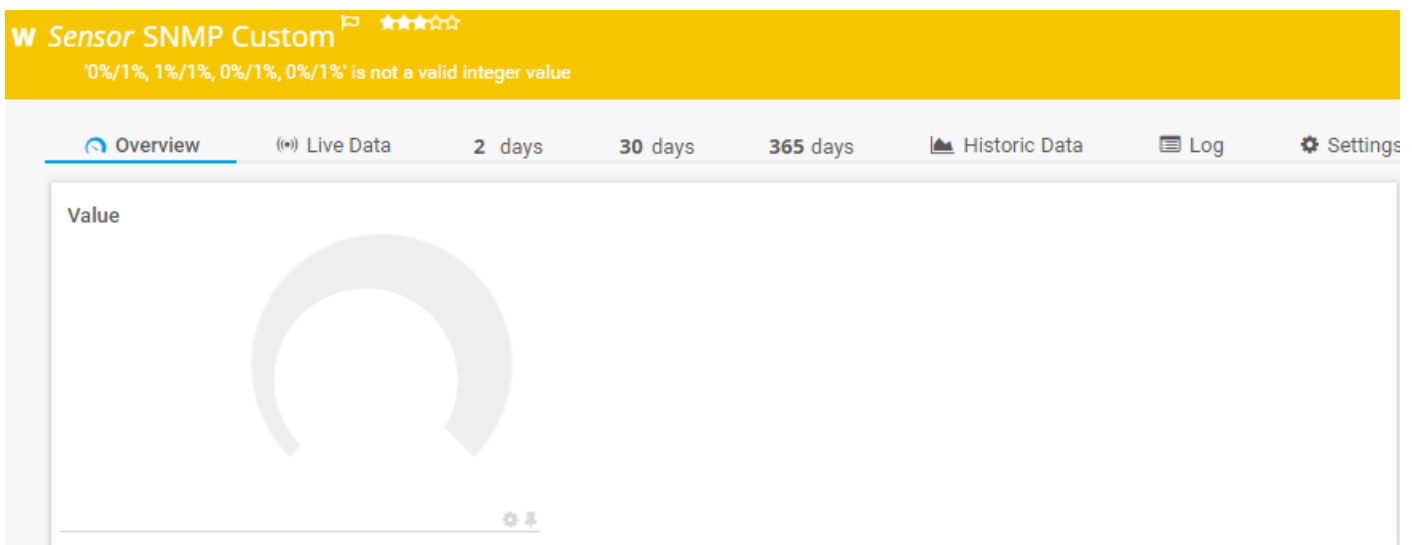 W Sensor SNMP Custom
'0%/1%, 1%/1%, 0%/1%, 0%/1%' is not a valid integer value
Overview Live Data 2 days 30 days 365 days Historic Data Log Settings
Value